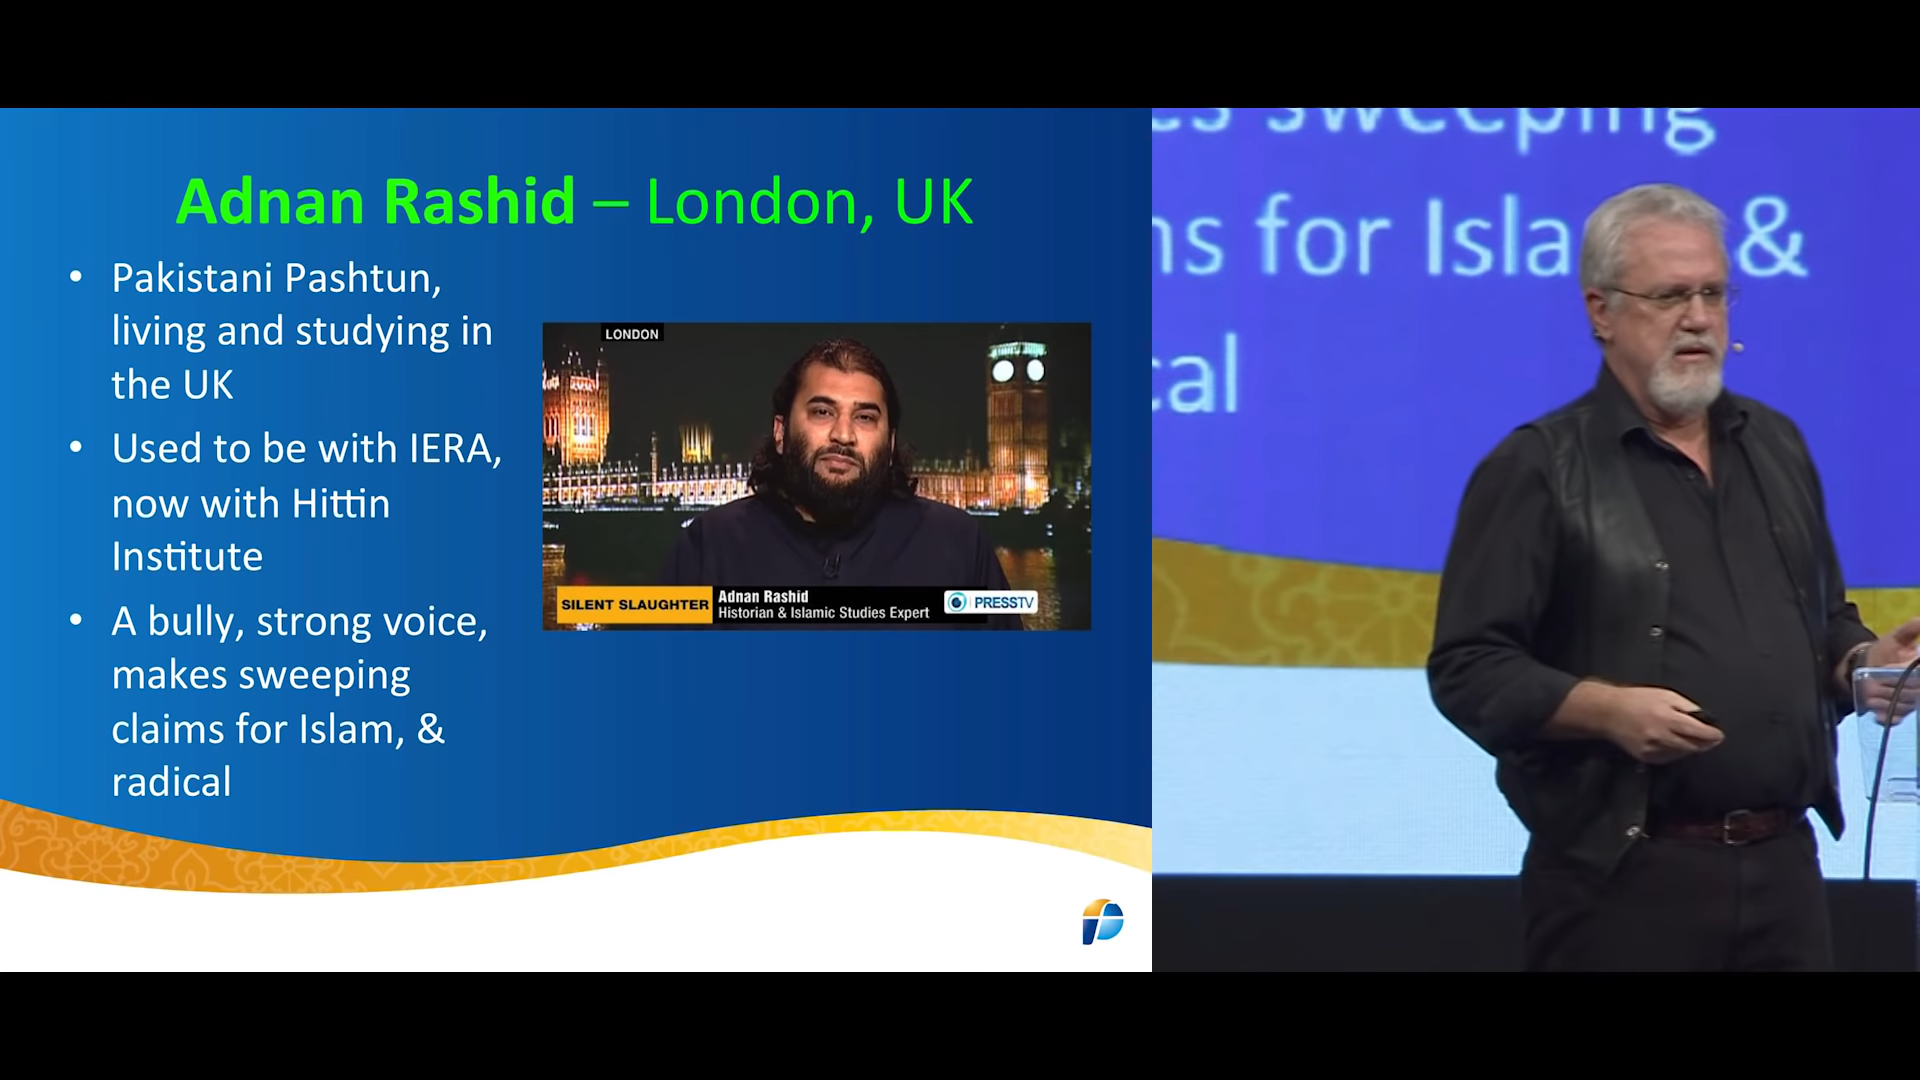 Adnan Rashid – London, UK
• Pakistani Pashtun,
living and studying in
the UK
• Used to be with IERA,
now with Hittin
Institute
• A bully, strong voice,
makes sweeping
claims for Islam, &
radical
LONDON
SILENT SLAUGHTER
Adnan Rashid
Historian & Islamic Studies Expert
PRESSTV
sweeping
for Isla &